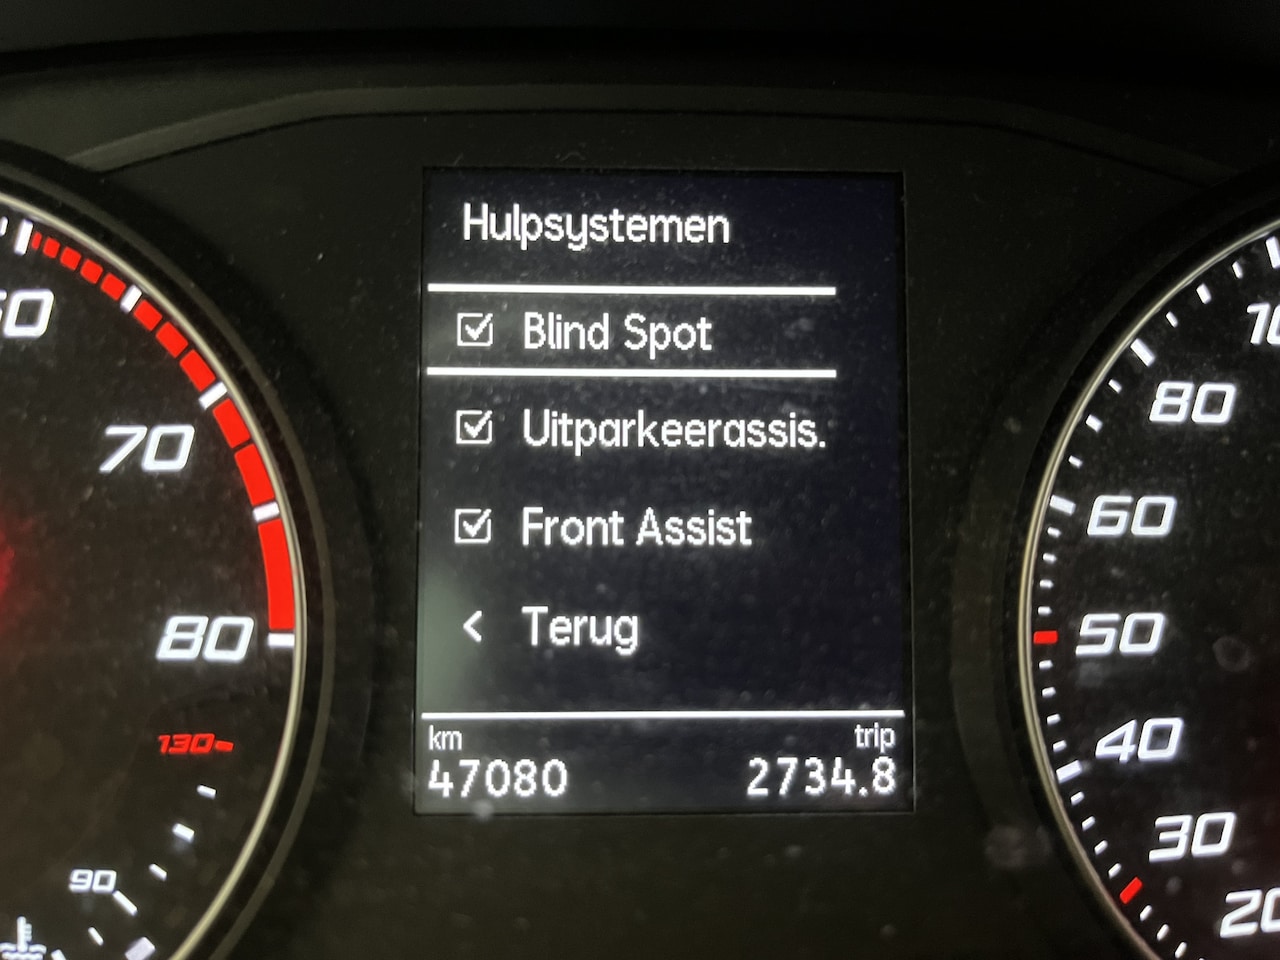 Hulpsystemen
Blind Spot
Uitparkeerassis.
Front Assist
< Terug
km
47080
trip
2734.8
70
80
130
90
80
60
50
40
30
20